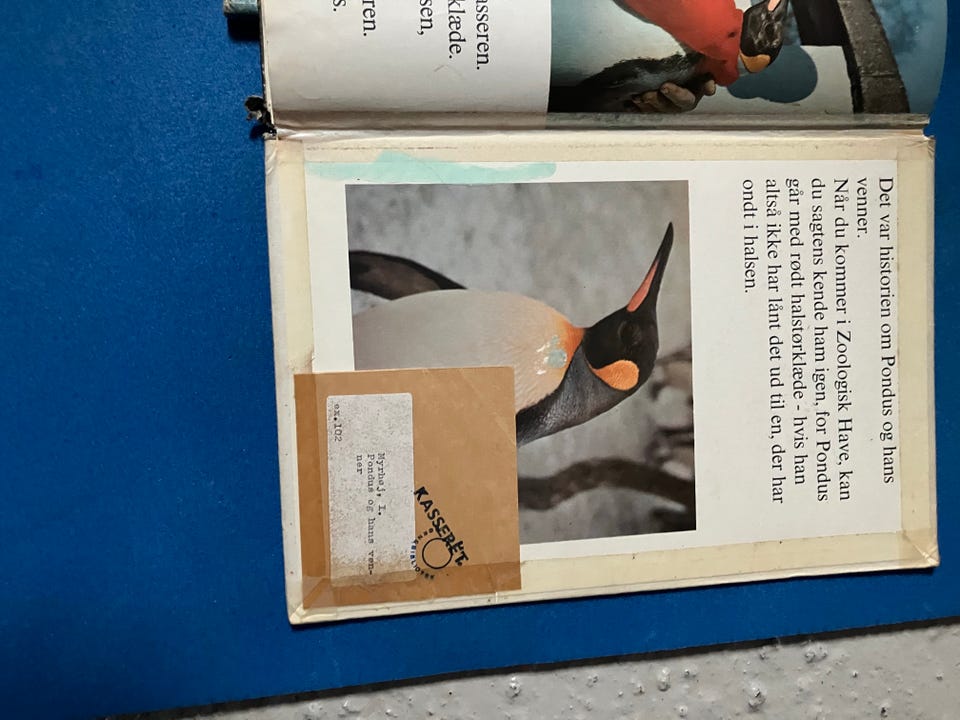 asseren.
klæde.
sen,
ren.
s.
Det var historien om Pondus og hans
venner.
Når du kommer i Zoologisk Have, kan
du sagtens kende ham igen, for Pondus
går med rødt halstørklæde - hvis han
altså ikke har lånt det ud til en, der har
ondt i halsen.
Myrhøj, I.
Pondus og hans ven-
ner
ex.102
KASSERET.